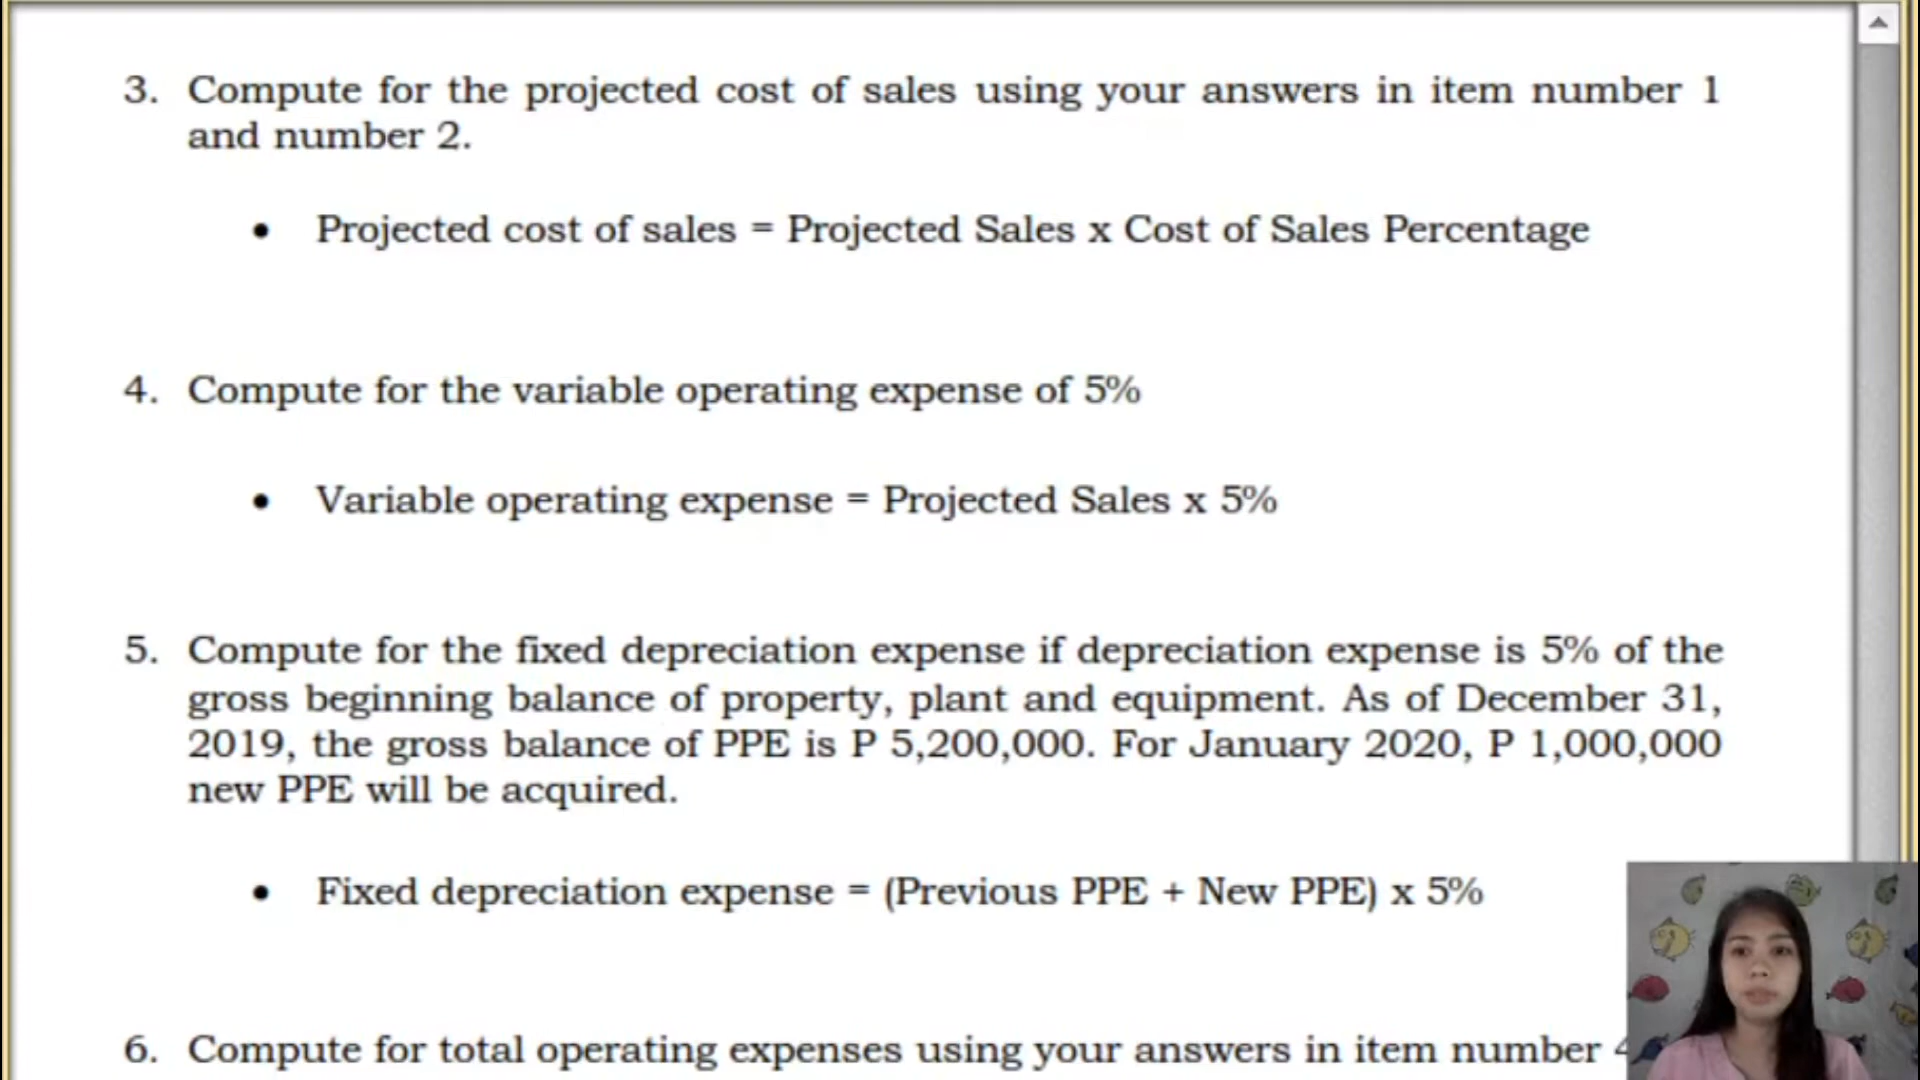 3. Compute for the projected cost of sales using your answers in item number 1
and number 2.
• Projected cost of sales = Projected Sales x Cost of Sales Percentage
4. Compute for the variable operating expense of 5%
• Variable operating expense = Projected Sales x 5%
5. Compute for the fixed depreciation expense if depreciation expense is 5% of the
gross beginning balance of property, plant and equipment. As of December 31,
2019, the gross balance of PPE is P 5,200,000. For January 2020, P 1,000,000
new PPE will be acquired.
• Fixed depreciation expense = (Previous PPE + New PPE) x 5%
6. Compute for total operating expenses using your answers in item number